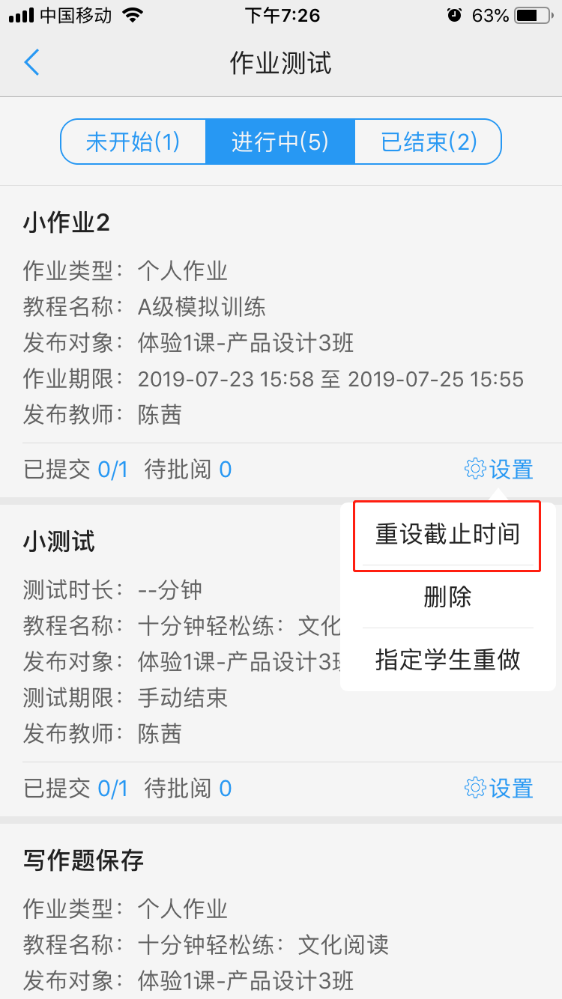 中国移动 下午7:26 63%
作业测试
未开始(1) 进行中(5) 已结束(2)
小作业2
作业类型： 个人作业
教程名称： A级模拟训练
发布对象： 体验1课-产品设计3班
作业期限： 2019-07-23 15:58 至 2019-07-25 15:55
发布教师： 陈茜
已提交 0/1 待批阅 0 设置
重设截止时间
删除
指定学生重做
小测试
测试时长： --分钟
教程名称： 十分钟轻松练： 文化
发布对象： 体验1课-产品设计3
测试期限： 手动结束
发布教师： 陈茜
已提交 0/1 待批阅 0 设置
写作题保存
作业类型： 个人作业
教程名称： 十分钟轻松练： 文化阅读
发布对象： 体验1课-产品设计3班